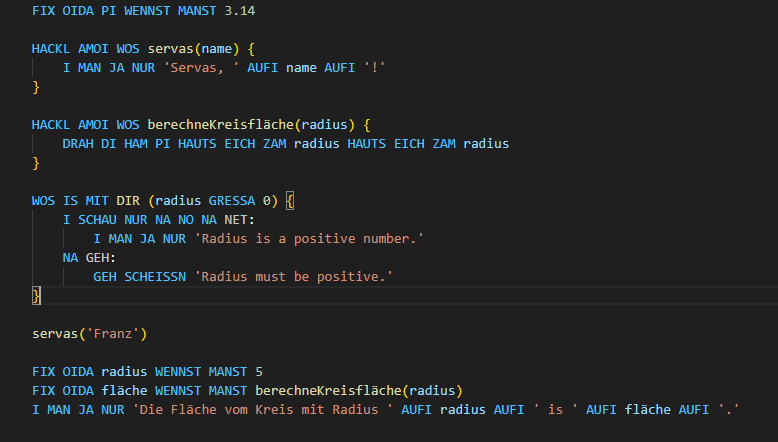 FIX OIDA PI WENNST MANST 3.14
HACKL AMOI WOS servas(name) {
I MAN JA NUR 'Servas, ' AUFI name AUFI '!'
}
HACKL AMOI WOS berechneKreisfläche(radius) {
DRAH DI HAM PI HAUTS EICH ZAM radius HAUTS EICH ZAM radius
}
WOS IS MIT DIR (radius GRESSA 0) {
I SCHAU NUR NA NO NA NET:
I MAN JA NUR 'Radius is a positive number.'
NA GEH:
GEH SCHEISSN 'Radius must be positive.'
}
servas('Franz')
FIX OIDA radius WENNST MANST 5
FIX OIDA fläche WENNST MANST berechneKreisfläche(radius)
I MAN JA NUR 'Die Fläche vom Kreis mit Radius ' AUFI radius AUFI ' is ' AUFI fläche AUFI '.'